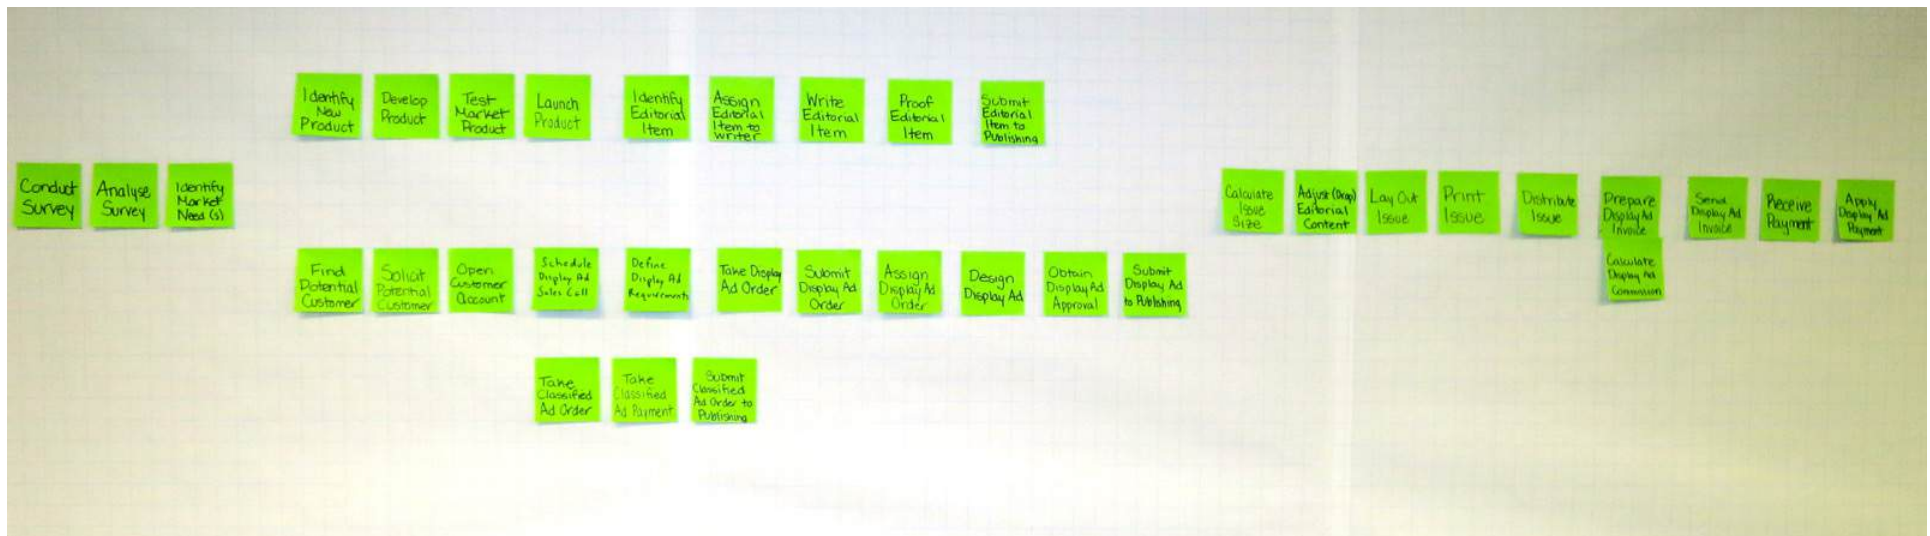 Identify
New
Product
Develop
Product
Test
Market
Product
Launch
Product
Identify
Editorial
Item
Assign
Editorial
Item to
writer
Write
Editorial
Item
Proof
Editorial
Item
Submit
Editorial
Item to
Publishing
Conduct
Survey
Analyse
Survey
Identify
Market
Need (s)
Calculate
Issue
Size
Adjust (Drop)
Editorial
Content
Lay Out
Issue
Print
Issue
Distribute
Issue
Prepare
Display Ad
Invoice
Send
Display Ad
Invoice
Receive
Payment
Apply
Display Ad
Payment
Calculate
Display Ad
Commission
Find
Potential
Customer
Solicit
Potential
Customer
Open
Customer
Account
Schedule
Display Ad
Sales Call
Define
Display Ad
Requirements
Take Display
Ad Order
Submit
Display Ad
Order
Assign
Display Ad
Order
Design
Display Ad
Obtain
Display Ad
Approval
Submit
Display Ad
to Publishing
Take
Classified
Ad Order
Take
Classified
Ad Payment
Submit
Classified
Ad Order to
Publishing